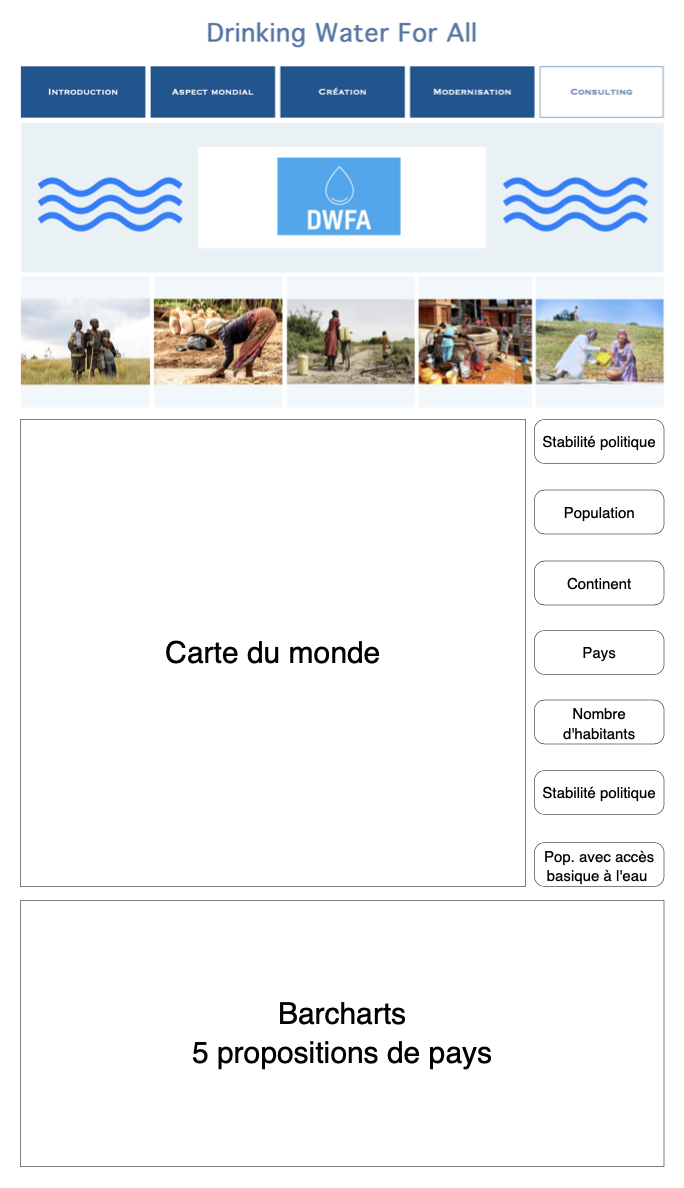 Drinking Water For All
Introduction
Aspect mondial
Création
Modernisation
Consulting
DWFA
Stabilité politique
Population
Continent
Pays
Nombre
d'habitants
Stabilité politique
Pop. avec accès
basique à l'eau
Carte du monde
Barcharts
5 propositions de pays